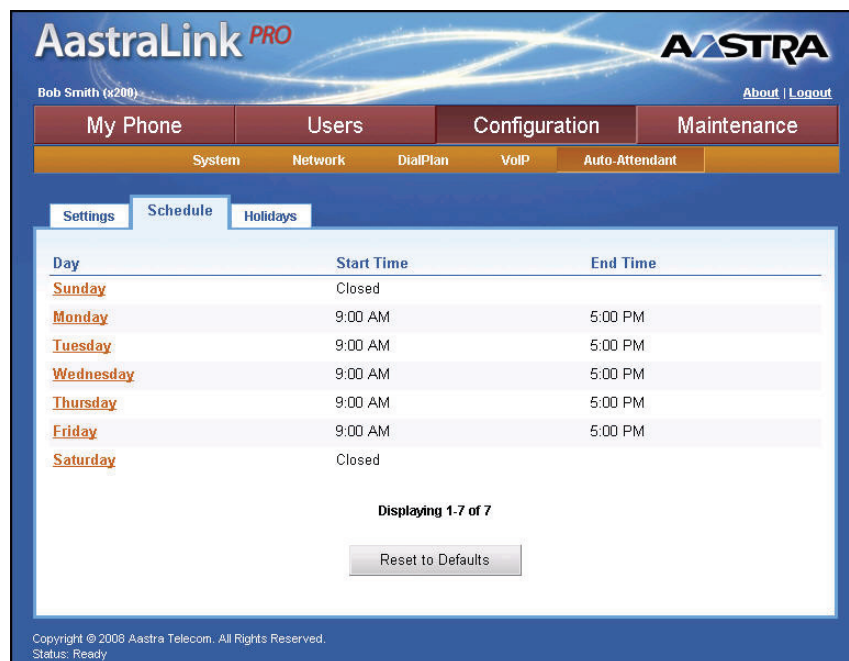 AastraLink PRO
AASTRA
Bob Smith (x200)
About | Logout
My Phone Users Configuration Maintenance
System Network DialPlan VoIP Auto-Attendant
Settings Schedule Holidays
Day Start Time End Time
Sunday Closed
Monday 9:00 AM 5:00 PM
Tuesday 9:00 AM 5:00 PM
Wednesday 9:00 AM 5:00 PM
Thursday 9:00 AM 5:00 PM
Friday 9:00 AM 5:00 PM
Saturday Closed
Displaying 1-7 of 7
Reset to Defaults
Copyright © 2008 Aastra Telecom. All Rights Reserved.
Status: Ready